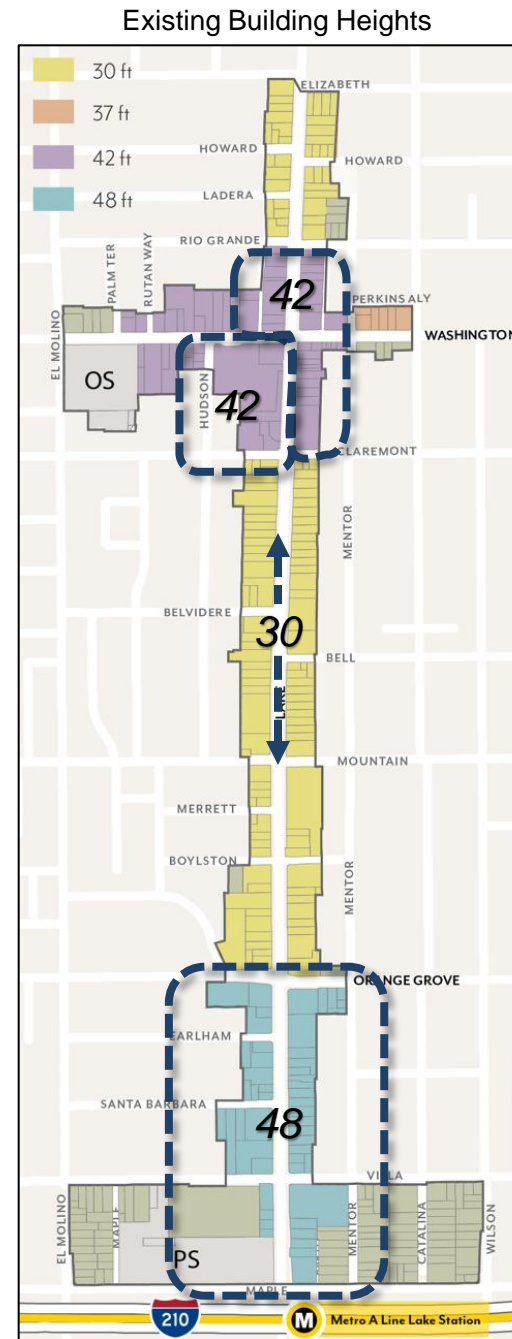 Existing Building Heights
30 ft
37 ft
42 ft
48 ft
ELIZABETH
HOWARD
HOWARD
LADERA
RIO GRANDE
PALM TER
RUTAN WAY
42
PERKINS ALY
EL MOLINO
WASHINGTON
OS
HUDSON
42
CLAREMONT
MENTOR
BELVIDERE
30
BELL
LAKE
MOUNTAIN
MERRETT
BOYLSTON
MENTOR
ORANGE GROVE
EARLHAM
SANTA BARBARA
48
VILLA
EL MOLINO
MAPLE
PS
MENTOR
CATALINA
WILSON
MAPLE
210
M Metro A Line Lake Station